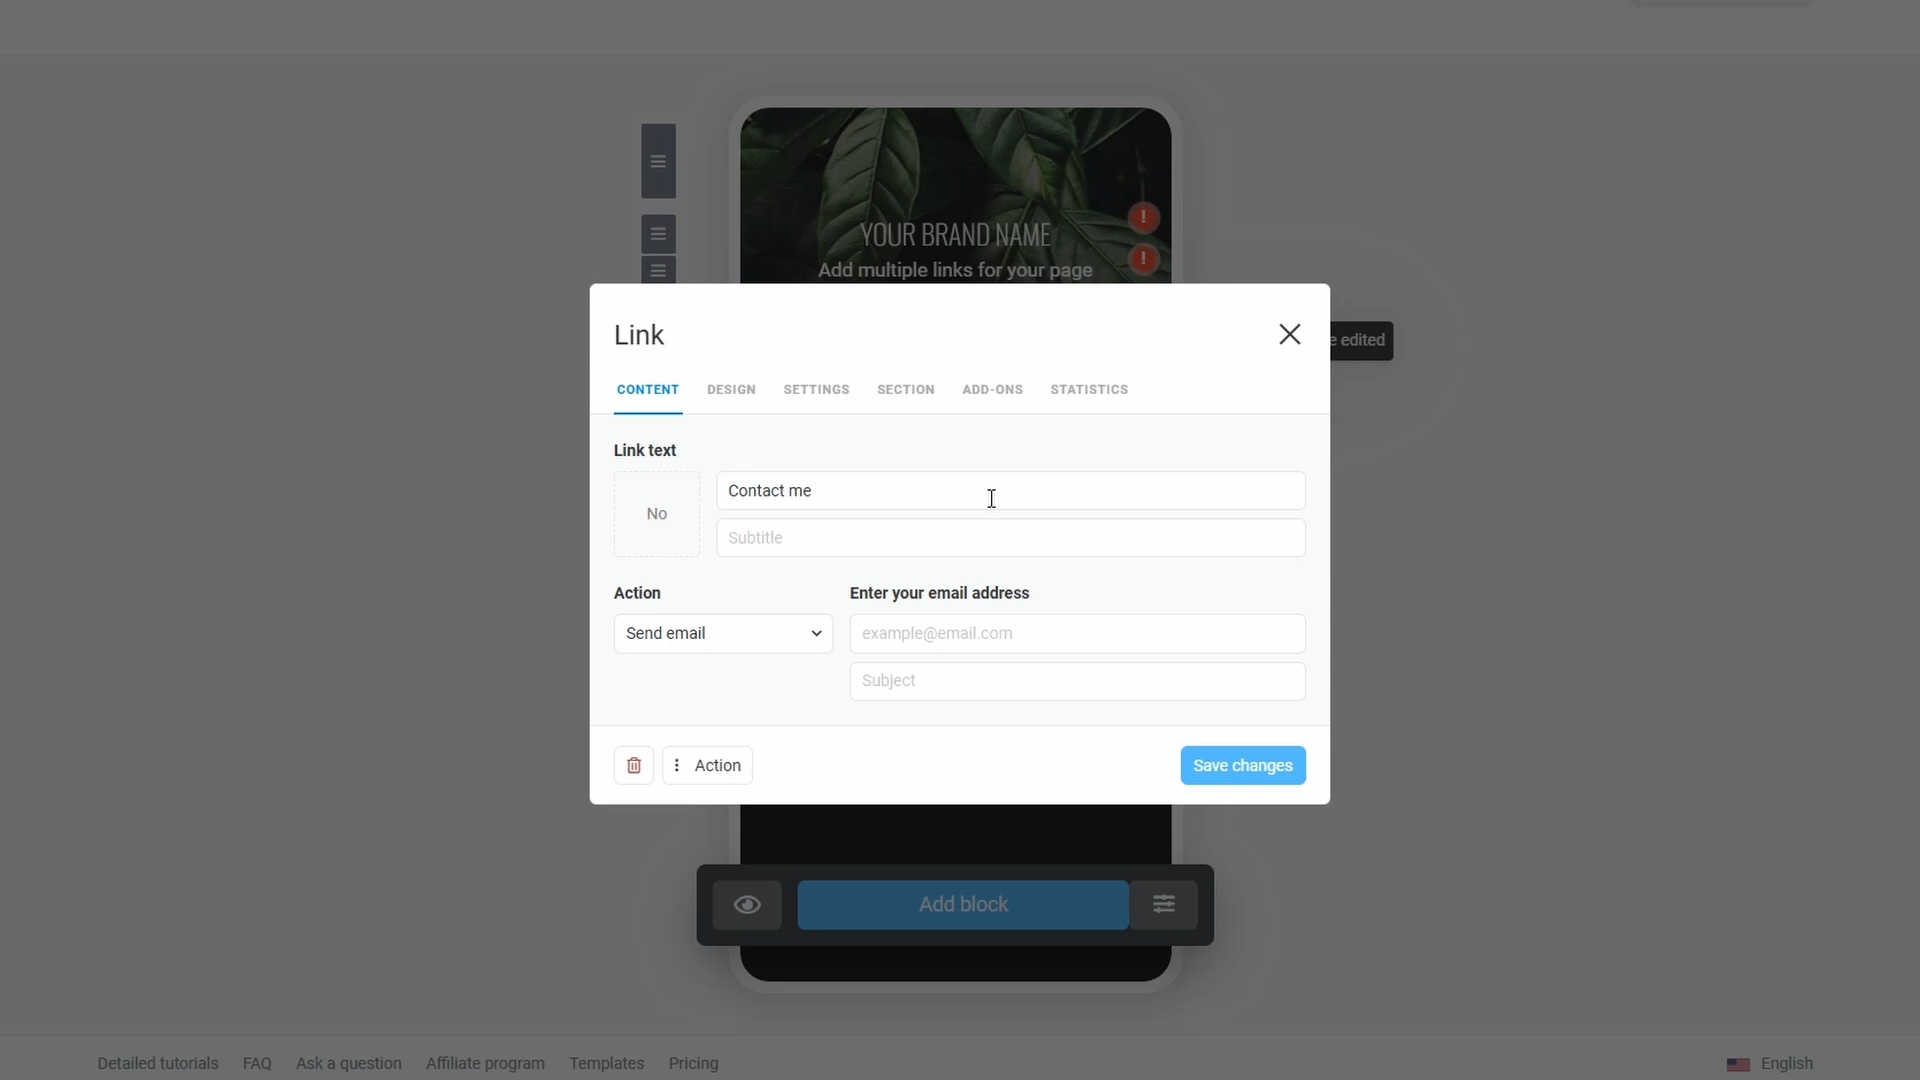 YOUR BRAND NAME
Add multiple links for your page
Link
e edited
CONTENT DESIGN SETTINGS SECTION ADD-ONS STATISTICS
Link text
No
Contact me
Subtitle
Action
Enter your email address
Send email
example@email.com
Subject
Action
Save changes
Add block
Detailed tutorials FAQ Ask a question Affiliate program Templates Pricing English